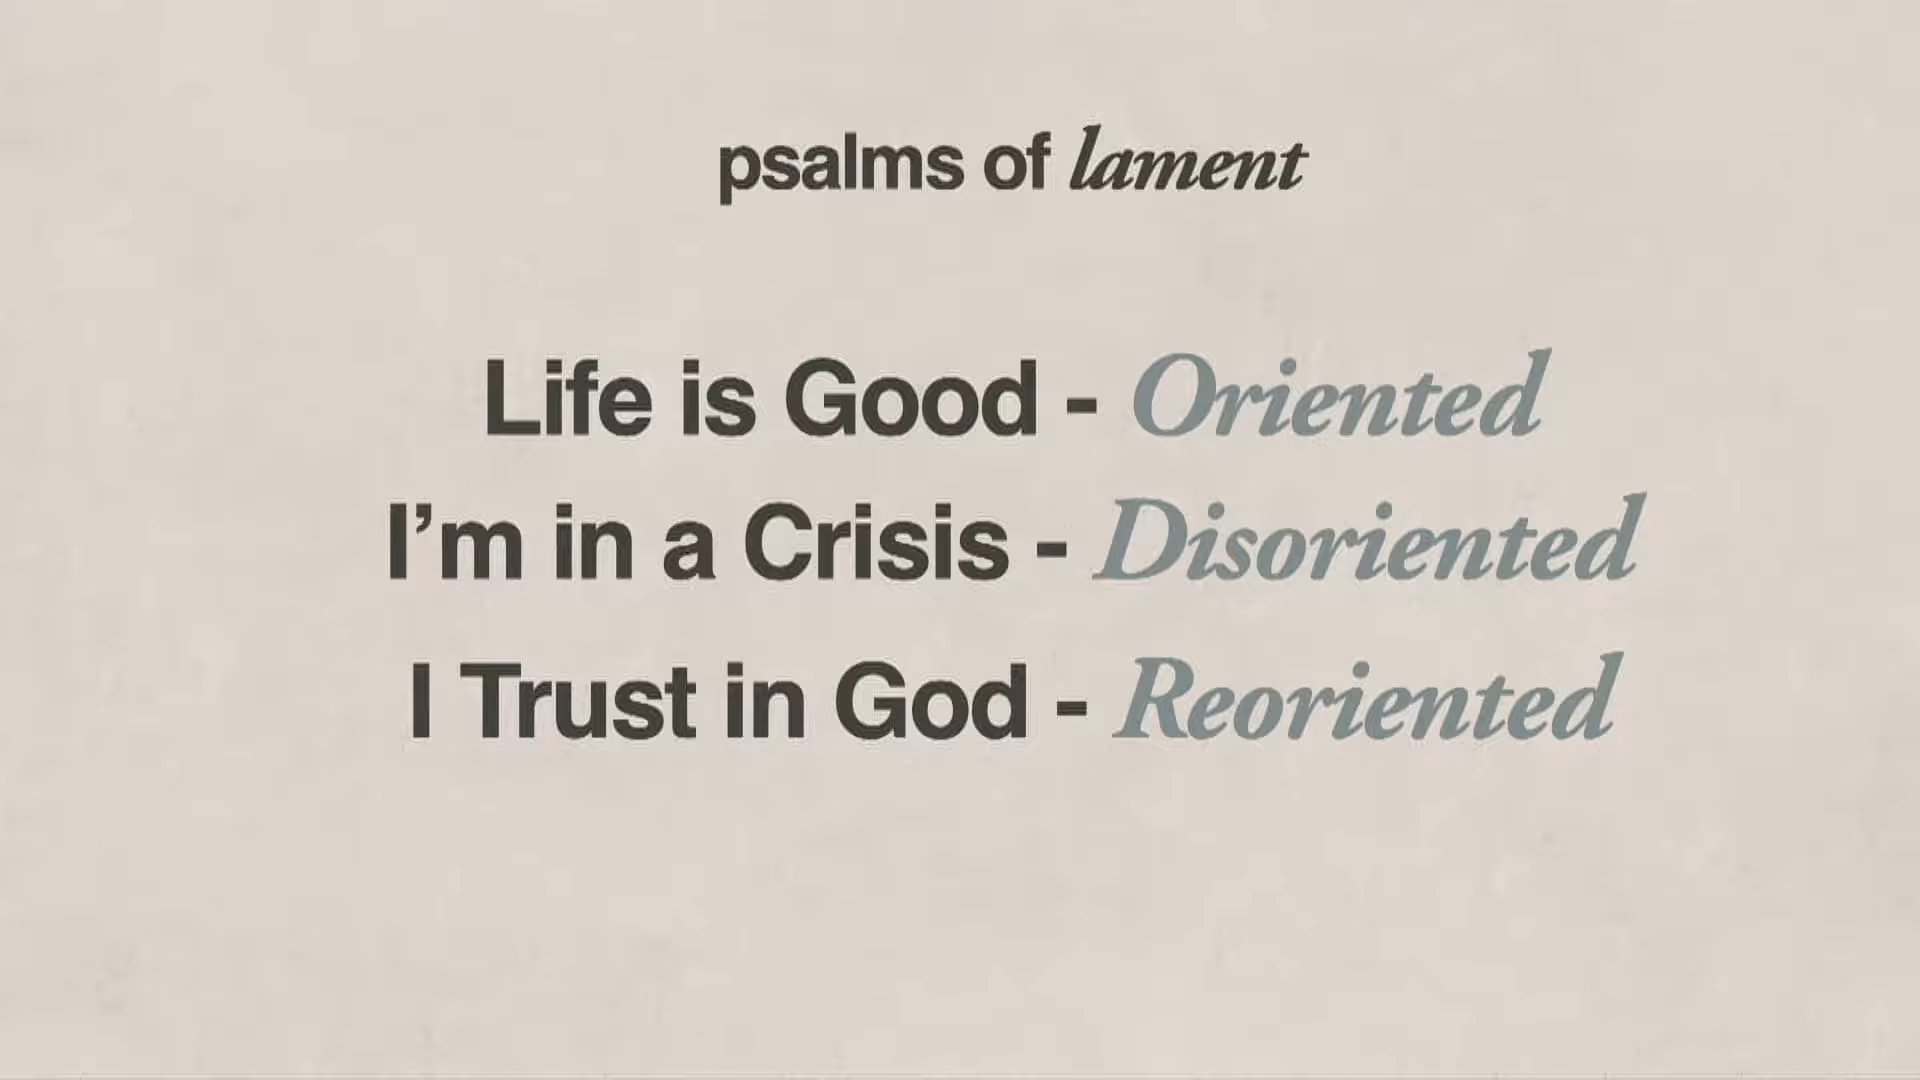 psalms of lament
Life is Good - Oriented
I’m in a Crisis - Disoriented
I Trust in God - Reoriented